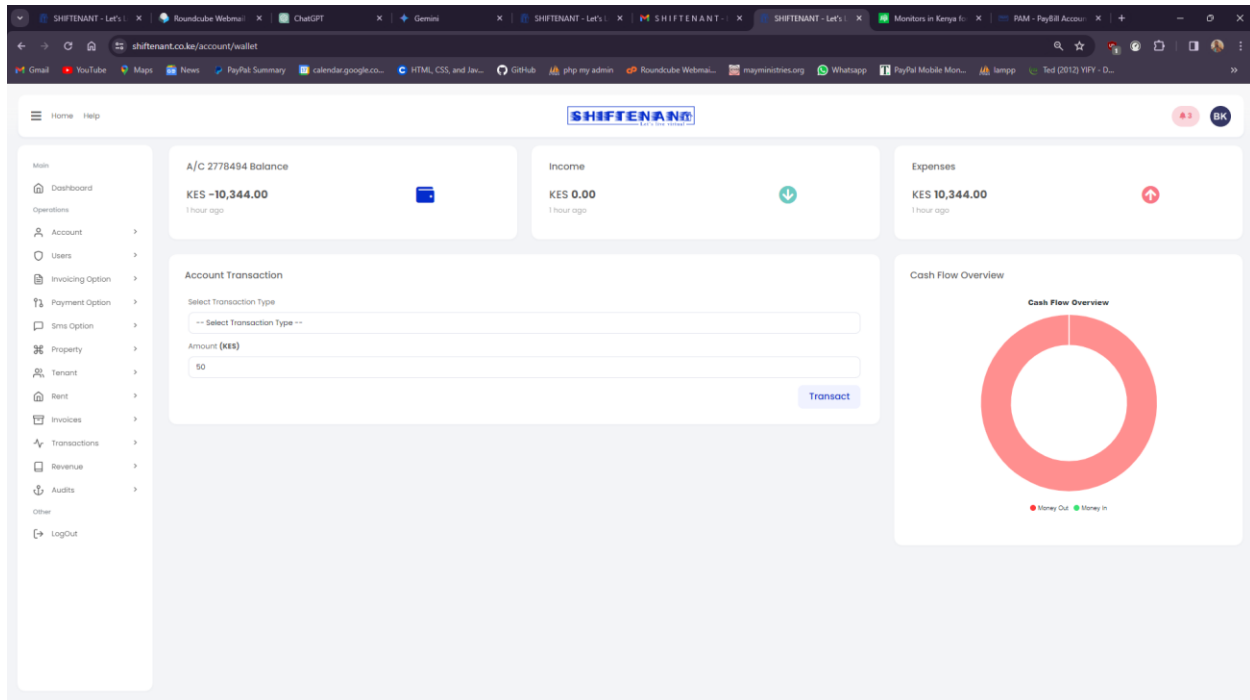 SHIFTENANT - Let's L
Roundcube Webmail
ChatGPT
Gemini
SHIFTENANT - Let's L
S H I F T E N A N T -
SHIFTENANT - Let's L
Monitors in Kenya fo
PAM - PayBill Accoun
shiftenant.co.ke/account/wallet
Gmail YouTube Maps News PayPal: Summary calendar.google.co... HTML, CSS, and Jav... GitHub php my admin Roundcube Webmai... mayministries.org Whatsapp PayPal Mobile Mon... lampp Ted (2012) YIFY - D...
Home Help
SHIFTENANT
3
BK
Main
Dashboard
Operations
Account
Users
Invoicing Option
Payment Option
Sms Option
Property
Tenant
Rent
Invoices
Transactions
Revenue
Audits
Other
LogOut
A/C 2778494 Balance
KES -10,344.00
1 hour ago
Income
KES 0.00
1 hour ago
Expenses
KES 10,344.00
1 hour ago
Account Transaction
Select Transaction Type
-- Select Transaction Type --
Amount (KES)
50
Transact
Cash Flow Overview
Cash Flow Overview
Money Out Money In